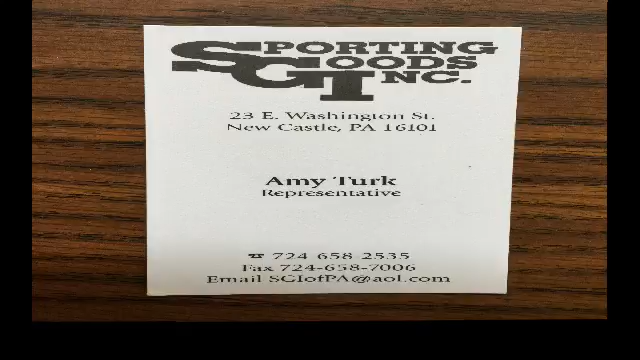 SPORTING
GOODS
INC.
23 E. Washington St.
New Castle, PA 16101
Amy Turk
Representative
☎ 724 658 2535
Fax 724-658-7006
Email SGIofPA@aol.com